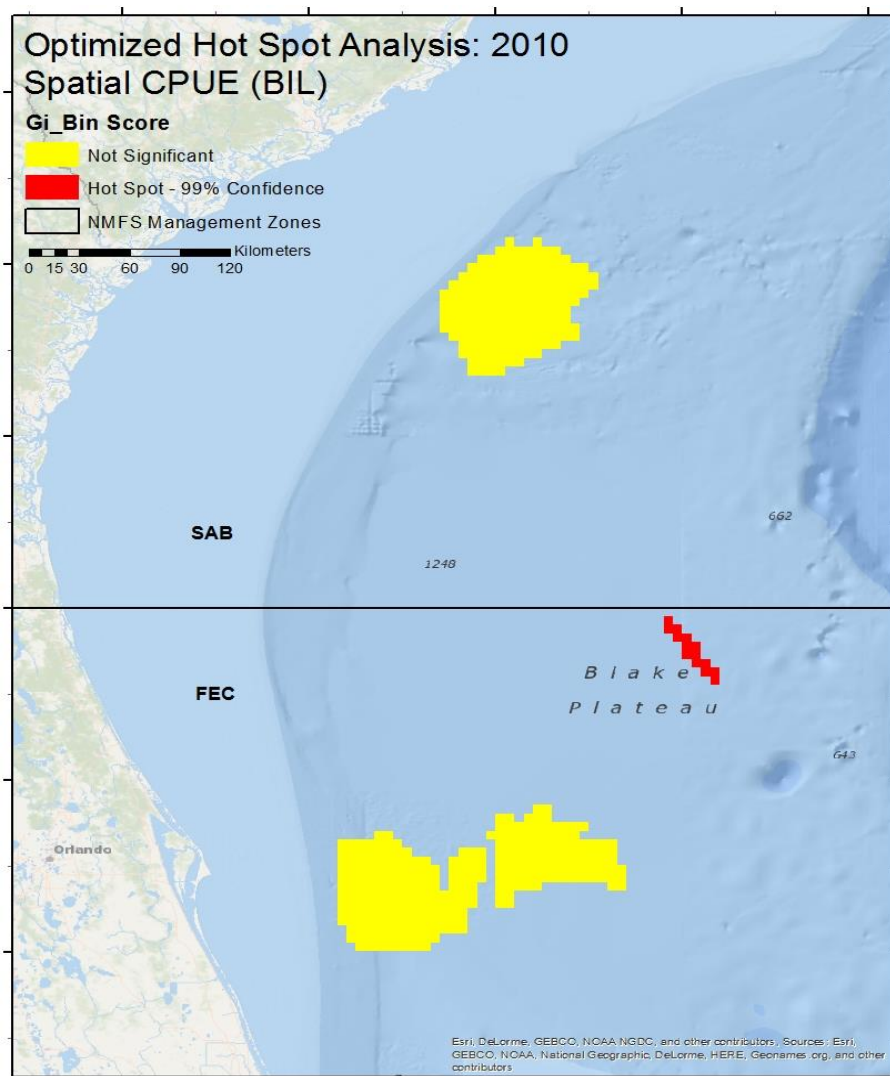 Optimized Hot Spot Analysis: 2010
Spatial CPUE (BIL)
Gi_Bin Score
Not Significant
Hot Spot - 99% Confidence
NMFS Management Zones
Kilometers
0 15 30 60 90 120
662
SAB
1248
Blake
FEC
Plateau
643
Orlando
Esri, DeLorme, GEBCO, NOAA NGDC, and other contributors, Sources: Esri,
GEBCO, NOAA, National Geographic, DeLorme, HERE, Geonames.org, and other
contributors